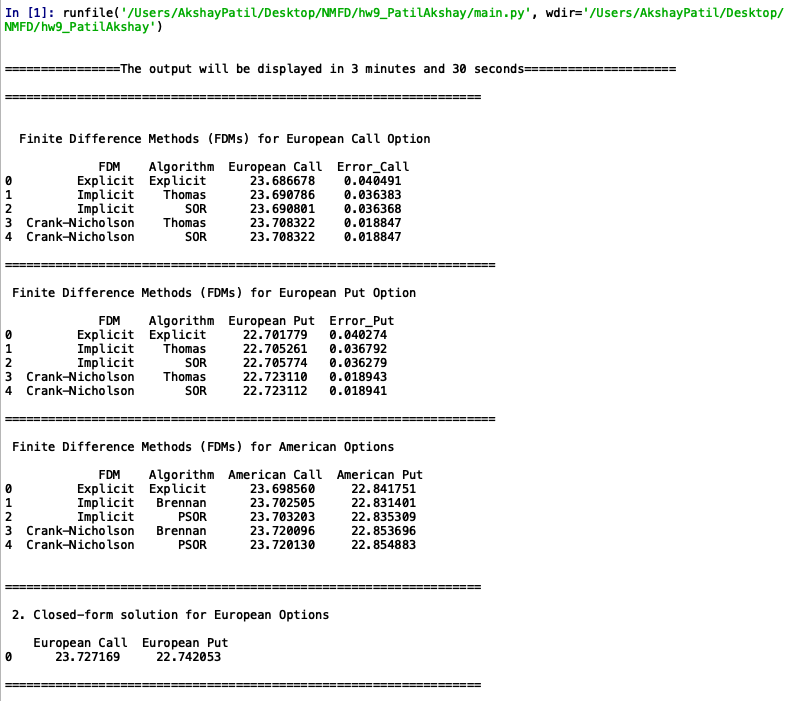 In [1]: runfile('/Users/AkshayPatil/Desktop/NMFD/hw9_PatilAkshay/main.py', wdir='/Users/AkshayPatil/Desktop/
NMFD/hw9_PatilAkshay')
================The output will be displayed in 3 minutes and 30 seconds=====================
==================================================================
Finite Difference Methods (FDMs) for European Call Option
FDM Algorithm European Call Error_Call
0 Explicit Explicit 23.686678 0.040491
1 Implicit Thomas 23.690786 0.036383
2 Implicit SOR 23.690801 0.036368
3 Crank-Nicholson Thomas 23.708322 0.018847
4 Crank-Nicholson SOR 23.708322 0.018847
====================================================================
Finite Difference Methods (FDMs) for European Put Option
FDM Algorithm European Put Error_Put
0 Explicit Explicit 22.701779 0.040274
1 Implicit Thomas 22.705261 0.036792
2 Implicit SOR 22.705774 0.036279
3 Crank-Nicholson Thomas 22.723110 0.018943
4 Crank-Nicholson SOR 22.723112 0.018941
====================================================================
Finite Difference Methods (FDMs) for American Options
FDM Algorithm American Call American Put
0 Explicit Explicit 23.698560 22.841751
1 Implicit Brennan 23.702505 22.831401
2 Implicit PSOR 23.703203 22.835309
3 Crank-Nicholson Brennan 23.720096 22.853696
4 Crank-Nicholson PSOR 23.720130 22.854883
==================================================================
2. Closed-form solution for European Options
European Call European Put
0 23.727169 22.742053
==================================================================